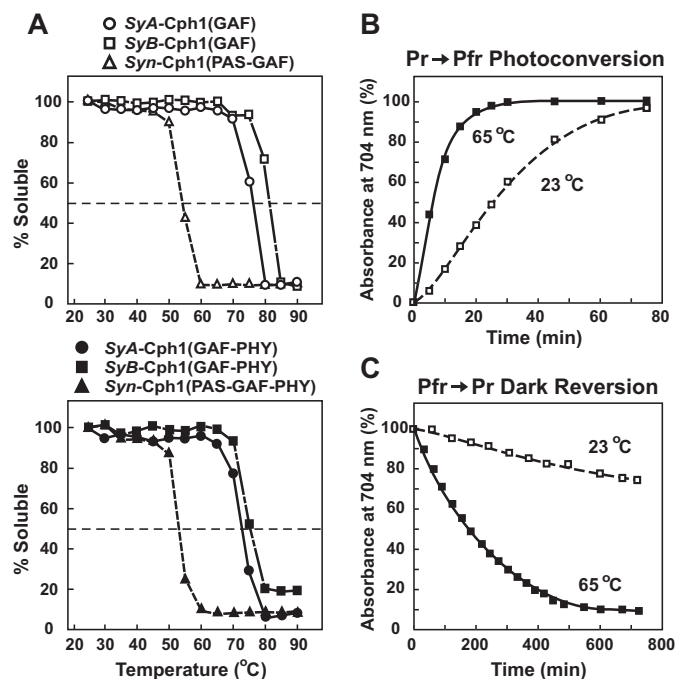 A
SyA-Cph1(GAF)
SyB-Cph1(GAF)
Syn-Cph1(PAS-GAF)
100
80
60
40
20
0
% Soluble
20 30 40 50 60 70 80 90
SyA-Cph1(GAF-PHY)
SyB-Cph1(GAF-PHY)
Syn-Cph1(PAS-GAF-PHY)
100
80
60
40
20
0
% Soluble
20 30 40 50 60 70 80 90
Temperature (°C)
B
Pr → Pfr Photoconversion
Absorbance at 704 nm (%)
100
80
60
40
20
0
65 °C
23 °C
0 20 40 60 80
Time (min)
C
Pfr → Pr Dark Reversion
Absorbance at 704 nm (%)
100
80
60
40
20
0
23 °C
65 °C
0 200 400 600 800
Time (min)